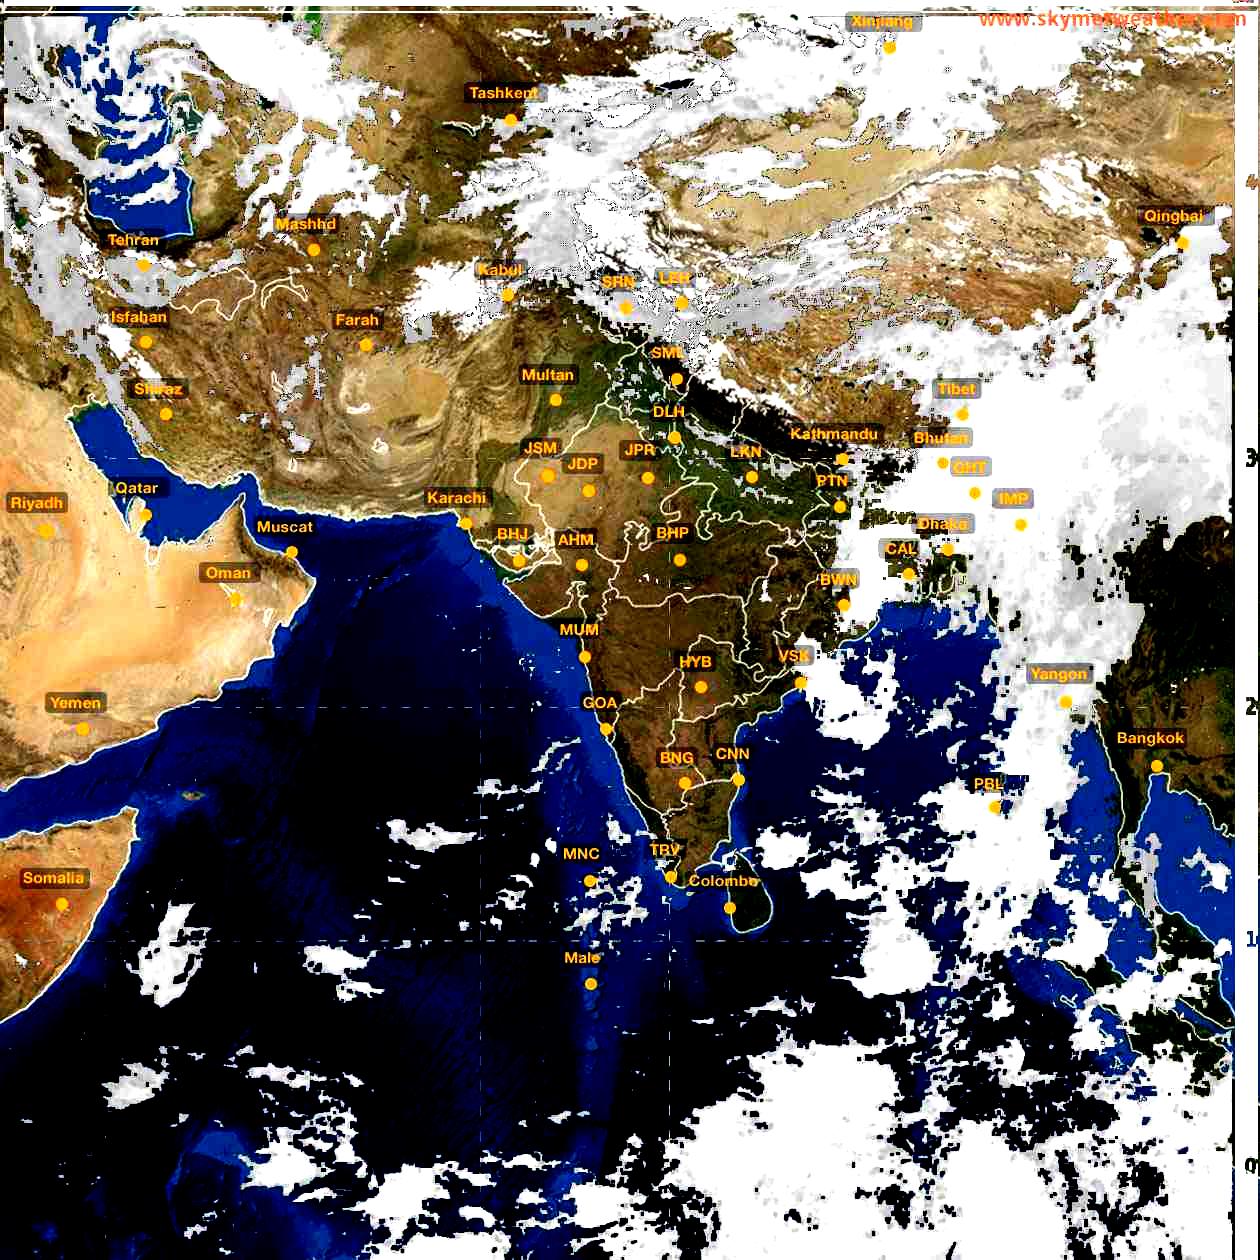 www.skymetweather.com
Xinjiang
Tashkent
Qinghai
Mashhd
Tehran
Kabul
SRN
LEH
Isfahan
Farah
SML
Multan
Shiraz
Tibet
DLH
Kathmandu
Bhutan
JSM
JPR
LKN
JDP
GHT
PTN
Qatar
Karachi
IMP
Riyadh
Muscat
Dhaka
BHJ
AHM
BHP
CAL
Oman
BWN
MUM
VSK
HYB
Yangon
Yemen
GOA
Bangkok
BNG
CNN
PBL
MNC
TRV
Somalia
Colombo
Male